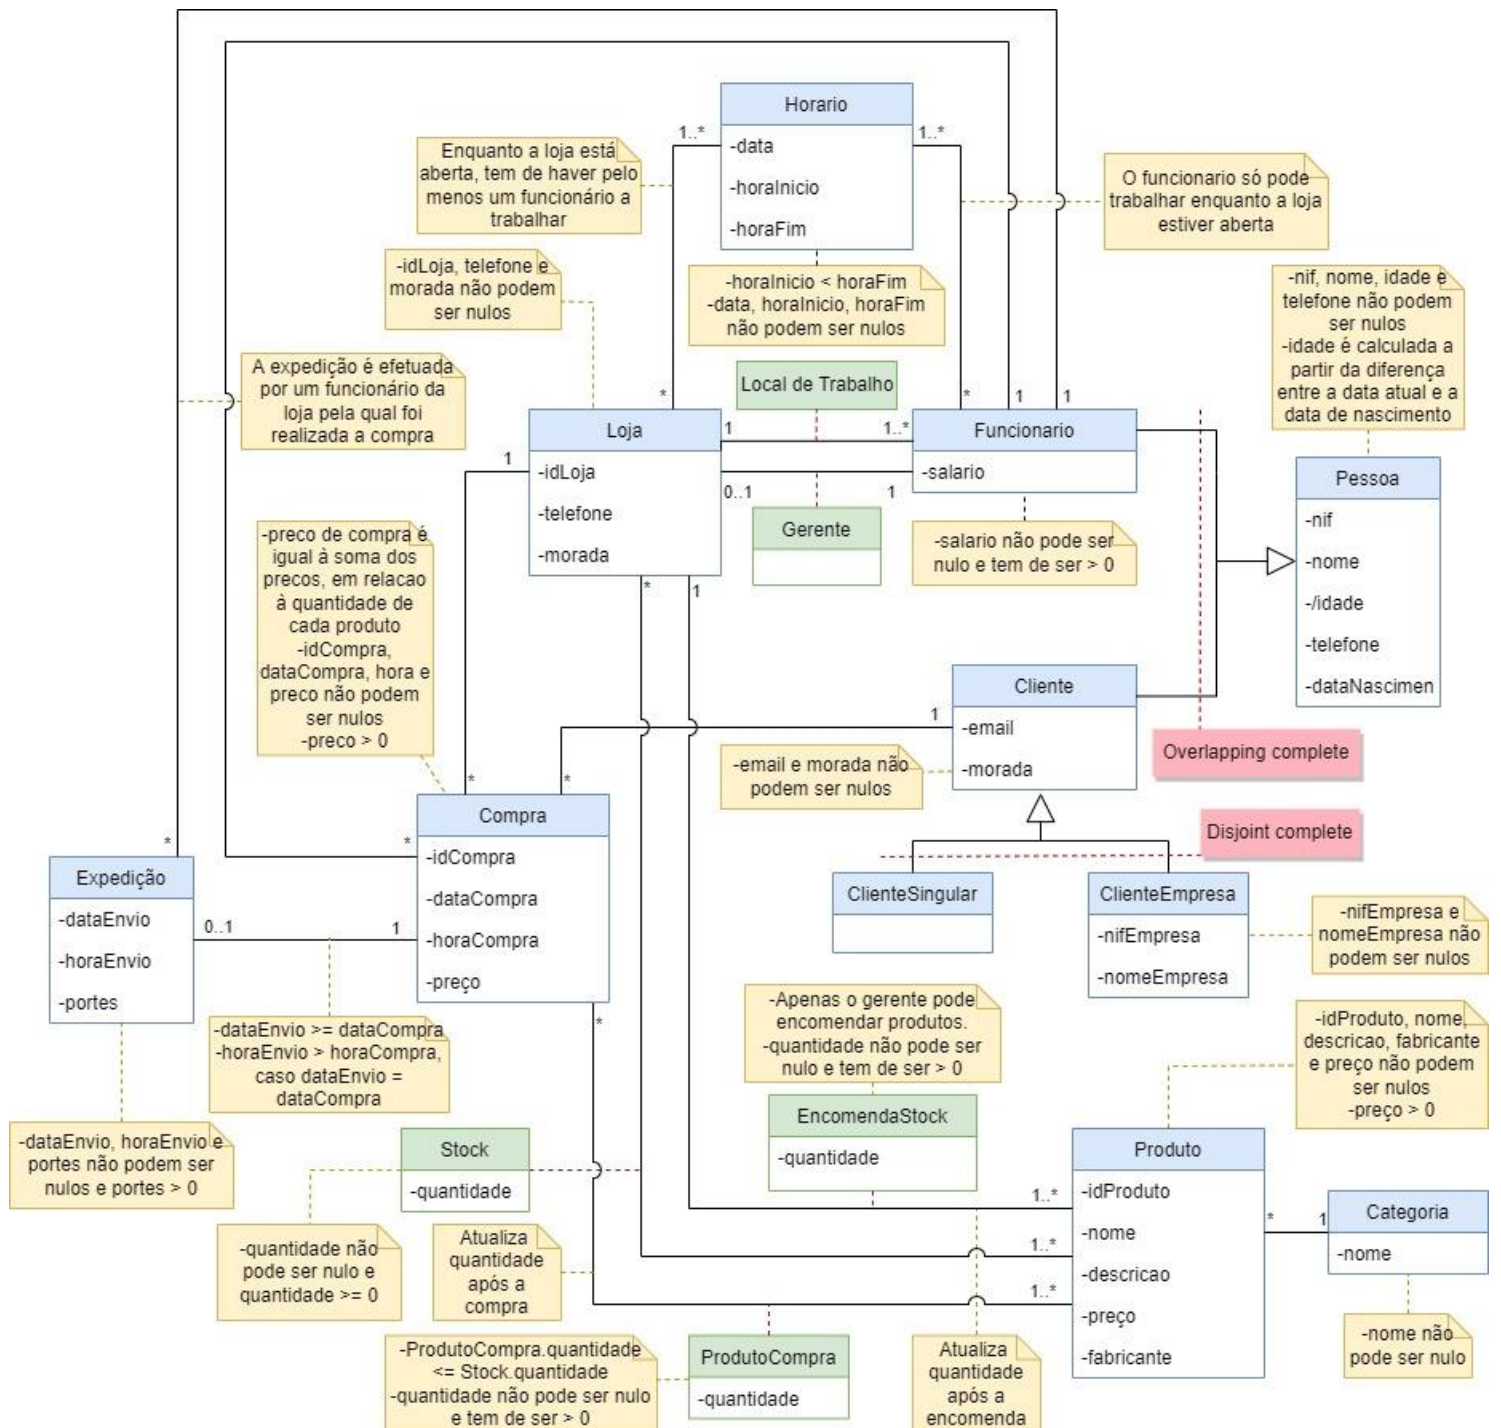 Horario
-data
-horaInicio
-horaFim
1..*
1..*
Enquanto a loja está
aberta, tem de haver pelo
menos um funcionário a
trabalhar
O funcionario só pode
trabalhar enquanto a loja
estiver aberta
-idLoja, telefone e
morada não podem
ser nulos
-horaInicio < horaFim
-data, horaInicio, horaFim
não podem ser nulos
-nif, nome, idade e
telefone não podem
ser nulos
-idade é calculada a
partir da diferença
entre a data atual e a
data de nascimento
A expedição é efetuada
por um funcionário da
loja pela qual foi
realizada a compra
Local de Trabalho
*
*
1
1
Loja
-idLoja
-telefone
-morada
1
1..*
0..1
1
Funcionario
-salario
Gerente
-salario não pode ser
nulo e tem de ser > 0
Pessoa
-nif
-nome
-/idade
-telefone
-dataNascimen
1
*
1
-preco de compra é
igual à soma dos
precos, em relacao
à quantidade de
cada produto
-idCompra,
dataCompra, hora e
preco não podem
ser nulos
-preco > 0
Cliente
-email
-morada
1
-email e morada não
podem ser nulos
Overlapping complete
Disjoint complete
*
*
*
*
Compra
-idCompra
-dataCompra
-horaCompra
-preço
Expedição
-dataEnvio
-horaEnvio
-portes
0..1
1
ClienteSingular
ClienteEmpresa
-nifEmpresa
-nomeEmpresa
-nifEmpresa e
nomeEmpresa não
podem ser nulos
*
-dataEnvio >= dataCompra
-horaEnvio > horaCompra,
caso dataEnvio =
dataCompra
-Apenas o gerente pode
encomendar produtos.
-quantidade não pode ser
nulo e tem de ser > 0
-idProduto, nome,
descricao, fabricante
e preço não podem
ser nulos
-preço > 0
-dataEnvio, horaEnvio e
portes não podem ser
nulos e portes > 0
Stock
-quantidade
EncomendaStock
-quantidade
Produto
-idProduto
-nome
-descricao
-preço
-fabricante
1..*
1..*
1..*
*
1
Categoria
-nome
-quantidade não
pode ser nulo e
quantidade >= 0
Atualiza
quantidade
após a
compra
-nome não
pode ser nulo
-ProdutoCompra.quantidade
<= Stock.quantidade
-quantidade não pode ser nulo
e tem de ser > 0
ProdutoCompra
-quantidade
Atualiza
quantidade
após a
encomenda